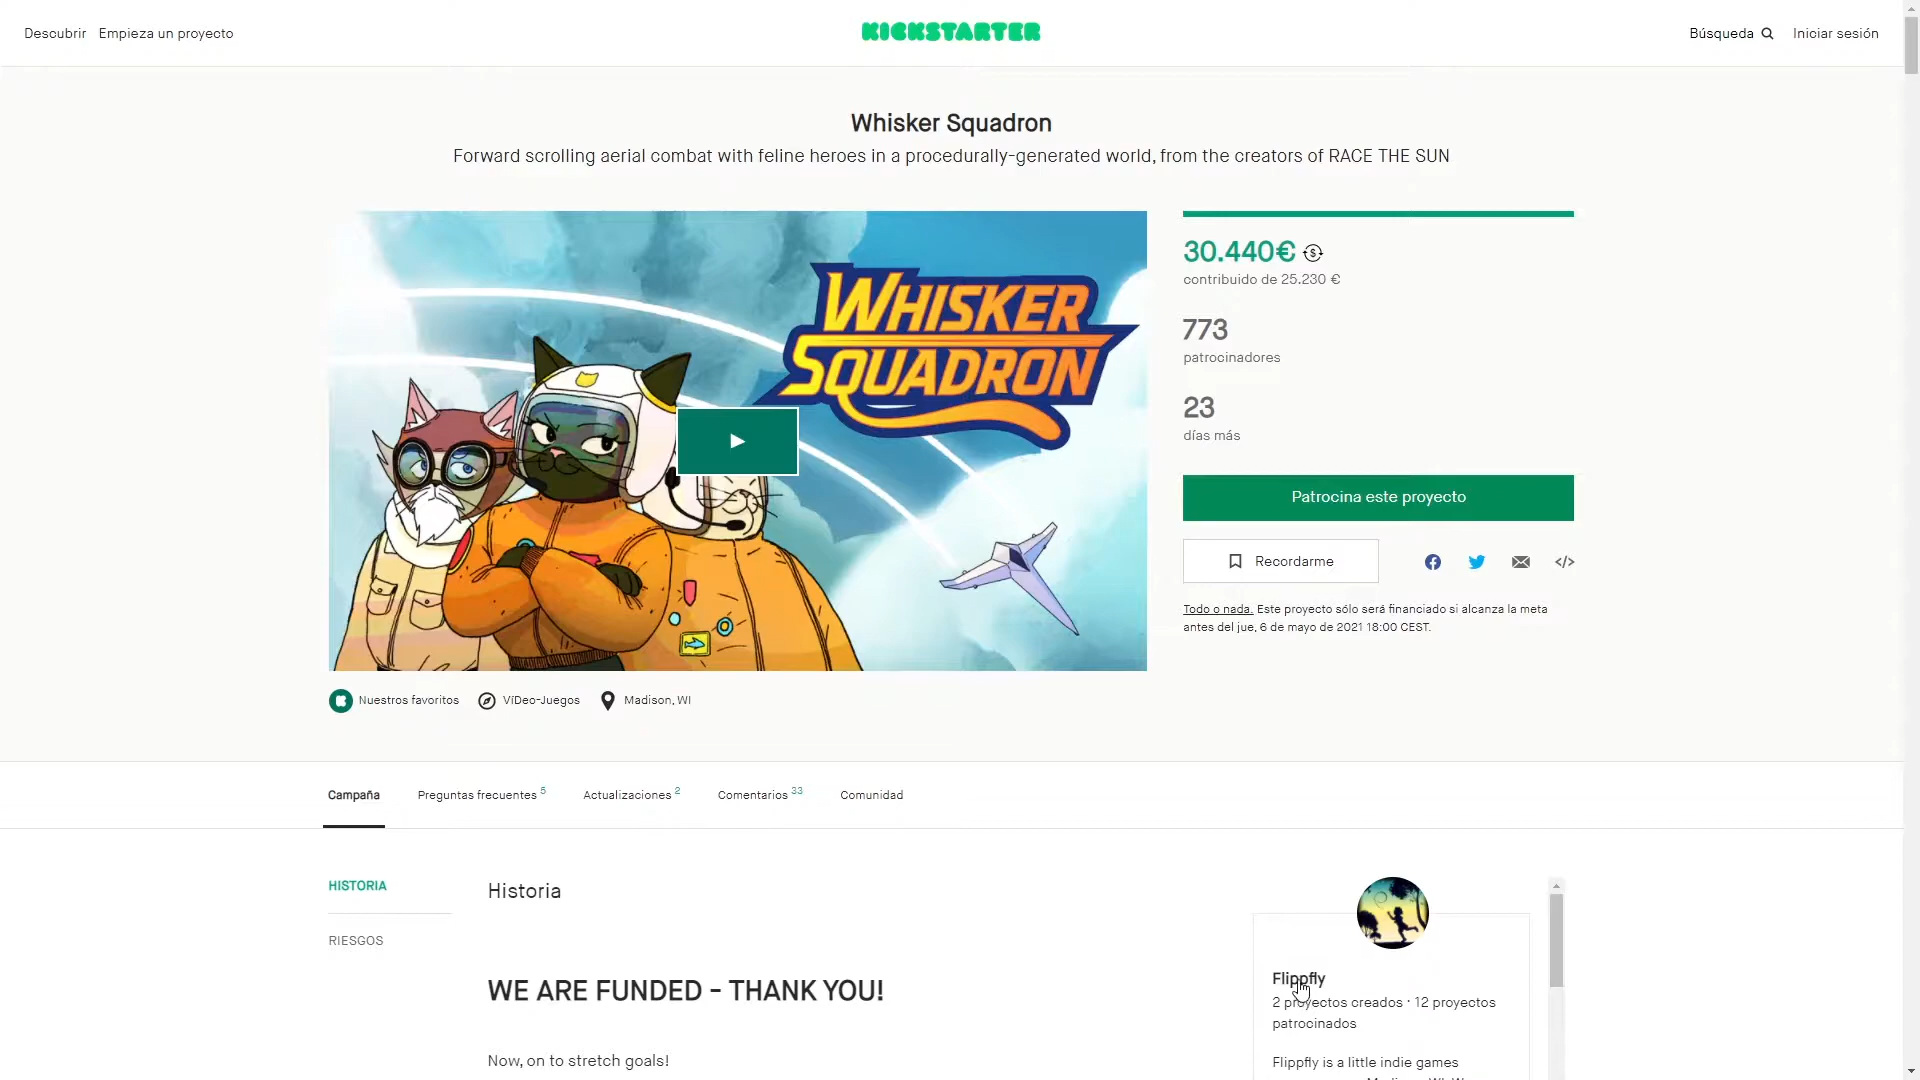 Descubrir Empieza un proyecto
KICKSTARTER
Búsqueda Iniciar sesión
Whisker Squadron
Forward scrolling aerial combat with feline heroes in a procedurally-generated world, from the creators of RACE THE SUN
WHISKER
SQUADRON
30.440€
contribuido de 25.230 €
773
patrocinadores
23
días más
Patrocina este proyecto
Recordarme
Todo o nada. Este proyecto sólo será financiado si alcanza la meta
antes del jue, 6 de mayo de 2021 18:00 CEST.
Nuestros favoritos VíDeo-Juegos Madison, WI
Campaña Preguntas frecuentes 5 Actualizaciones 2 Comentarios 33 Comunidad
HISTORIA
RIESGOS
Historia
WE ARE FUNDED - THANK YOU!
Now, on to stretch goals!
Flippfly
2 proyectos creados · 12 proyectos
patrocinados
Flippfly is a little indie games